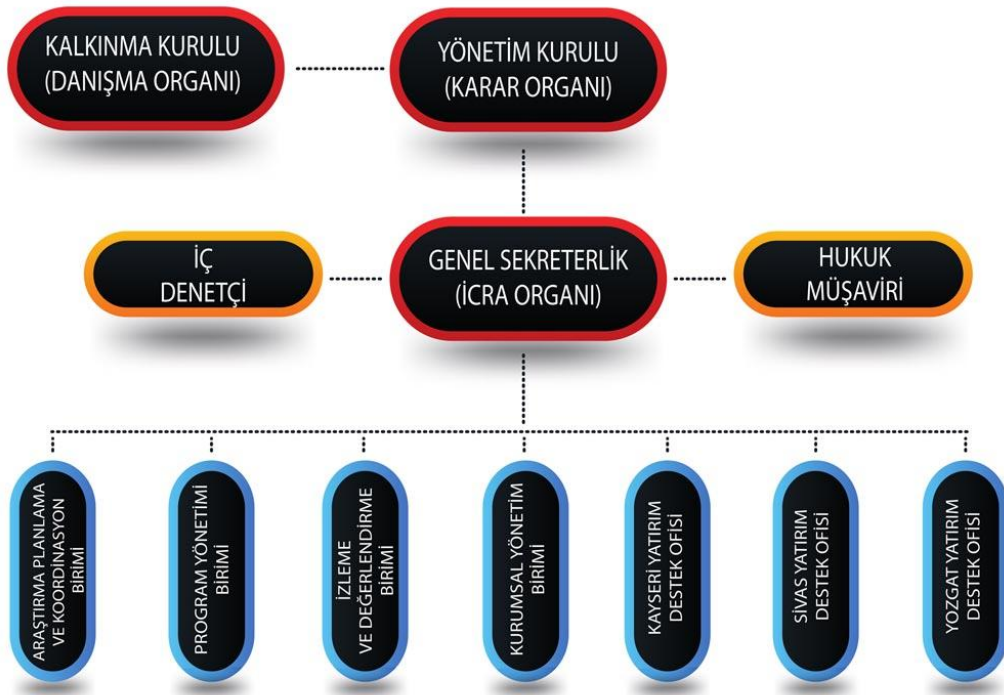 KALKINMA KURULU
(DANIŞMA ORGANI)
YÖNETİM KURULU
(KARAR ORGANI)
İÇ
DENETÇİ
GENEL SEKRETERLİK
(İCRA ORGANI)
HUKUK
MÜŞAVİRİ
ARAŞTIRMA PLANLAMA
VE KOORDİNASYON
BİRİMİ
PROGRAM YÖNETİMİ
BİRİMİ
İZLEME
VE DEĞERLENDİRME
BİRİMİ
KURUMSAL YÖNETİM
BİRİMİ
KAYSERİ YATIRIM
DESTEK OFİSİ
SİVAS YATIRIM
DESTEK OFİSİ
YOZGAT YATIRIM
DESTEK OFİSİ